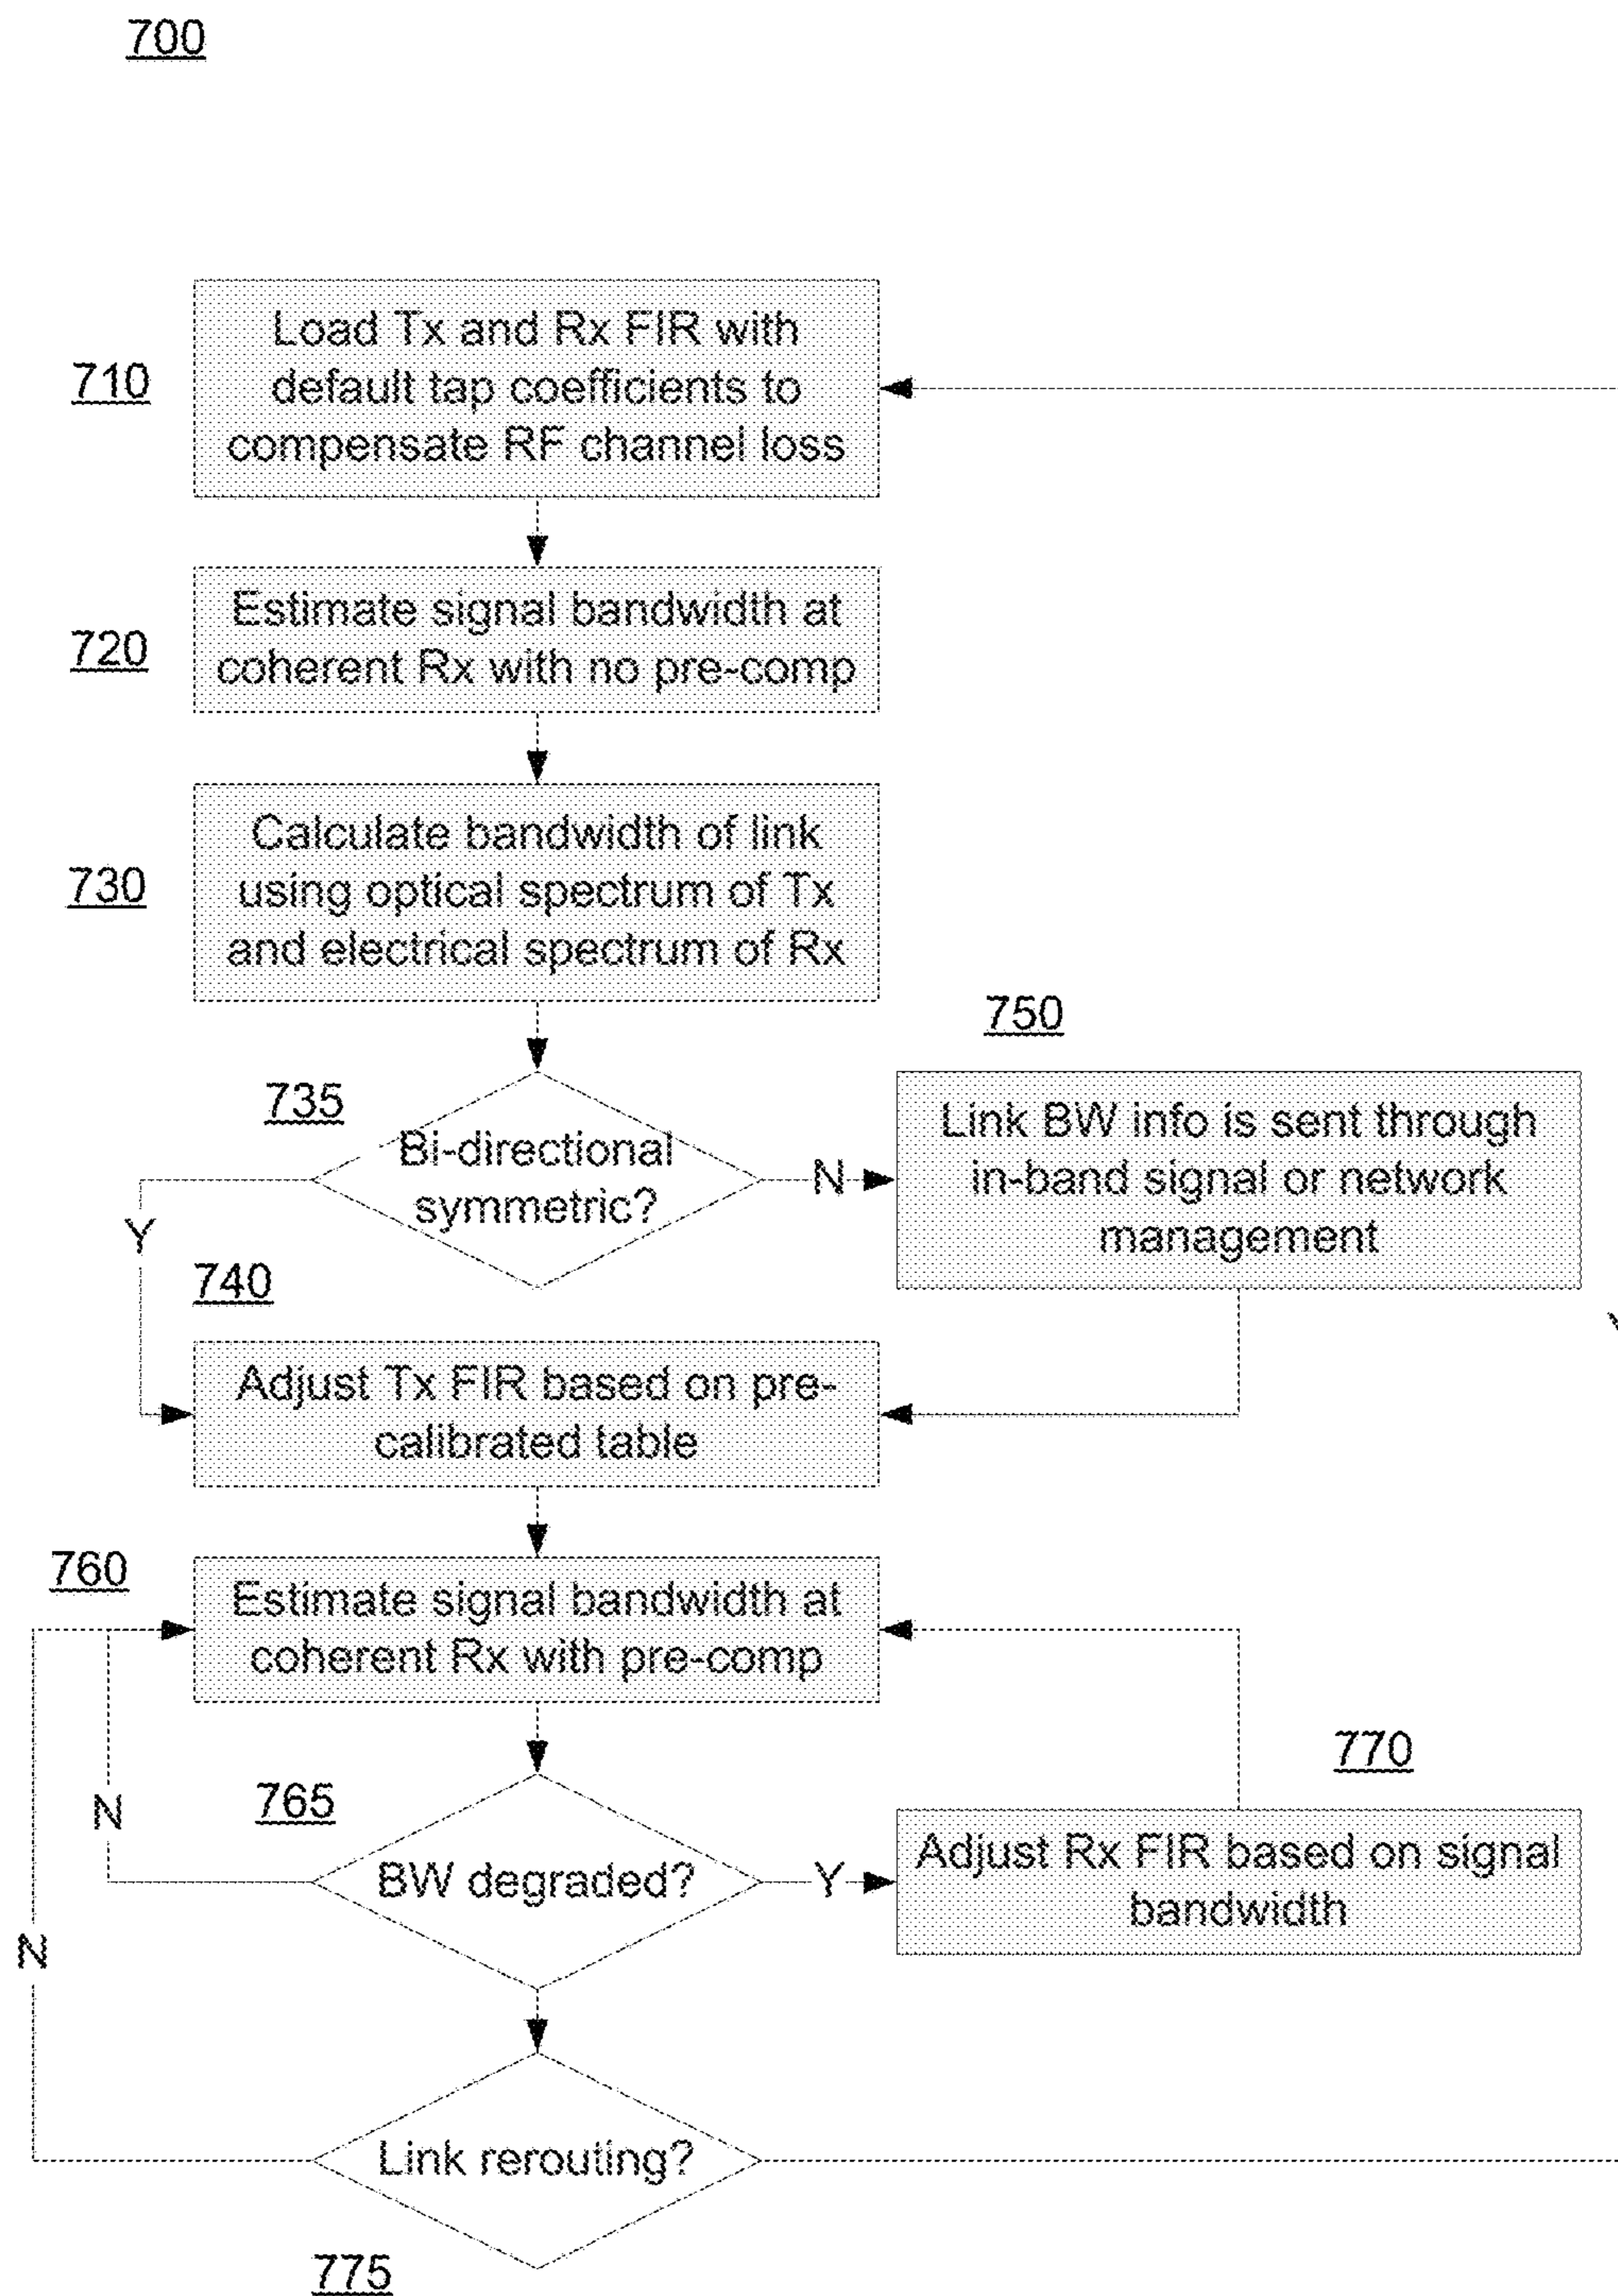 700
710
Load Tx and Rx FIR with
default tap coefficients to
compensate RF channel loss
720
Estimate signal bandwidth at
coherent Rx with no pre-comp
730
Calculate bandwidth of link
using optical spectrum of Tx
and electrical spectrum of Rx
735
Bi-directional
symmetric?
Y
N
750
Link BW info is sent through
in-band signal or network
management
740
Adjust Tx FIR based on pre-
calibrated table
760
Estimate signal bandwidth at
coherent Rx with pre-comp
765
BW degraded?
N
Y
770
Adjust Rx FIR based on signal
bandwidth
N
Link rerouting?
775